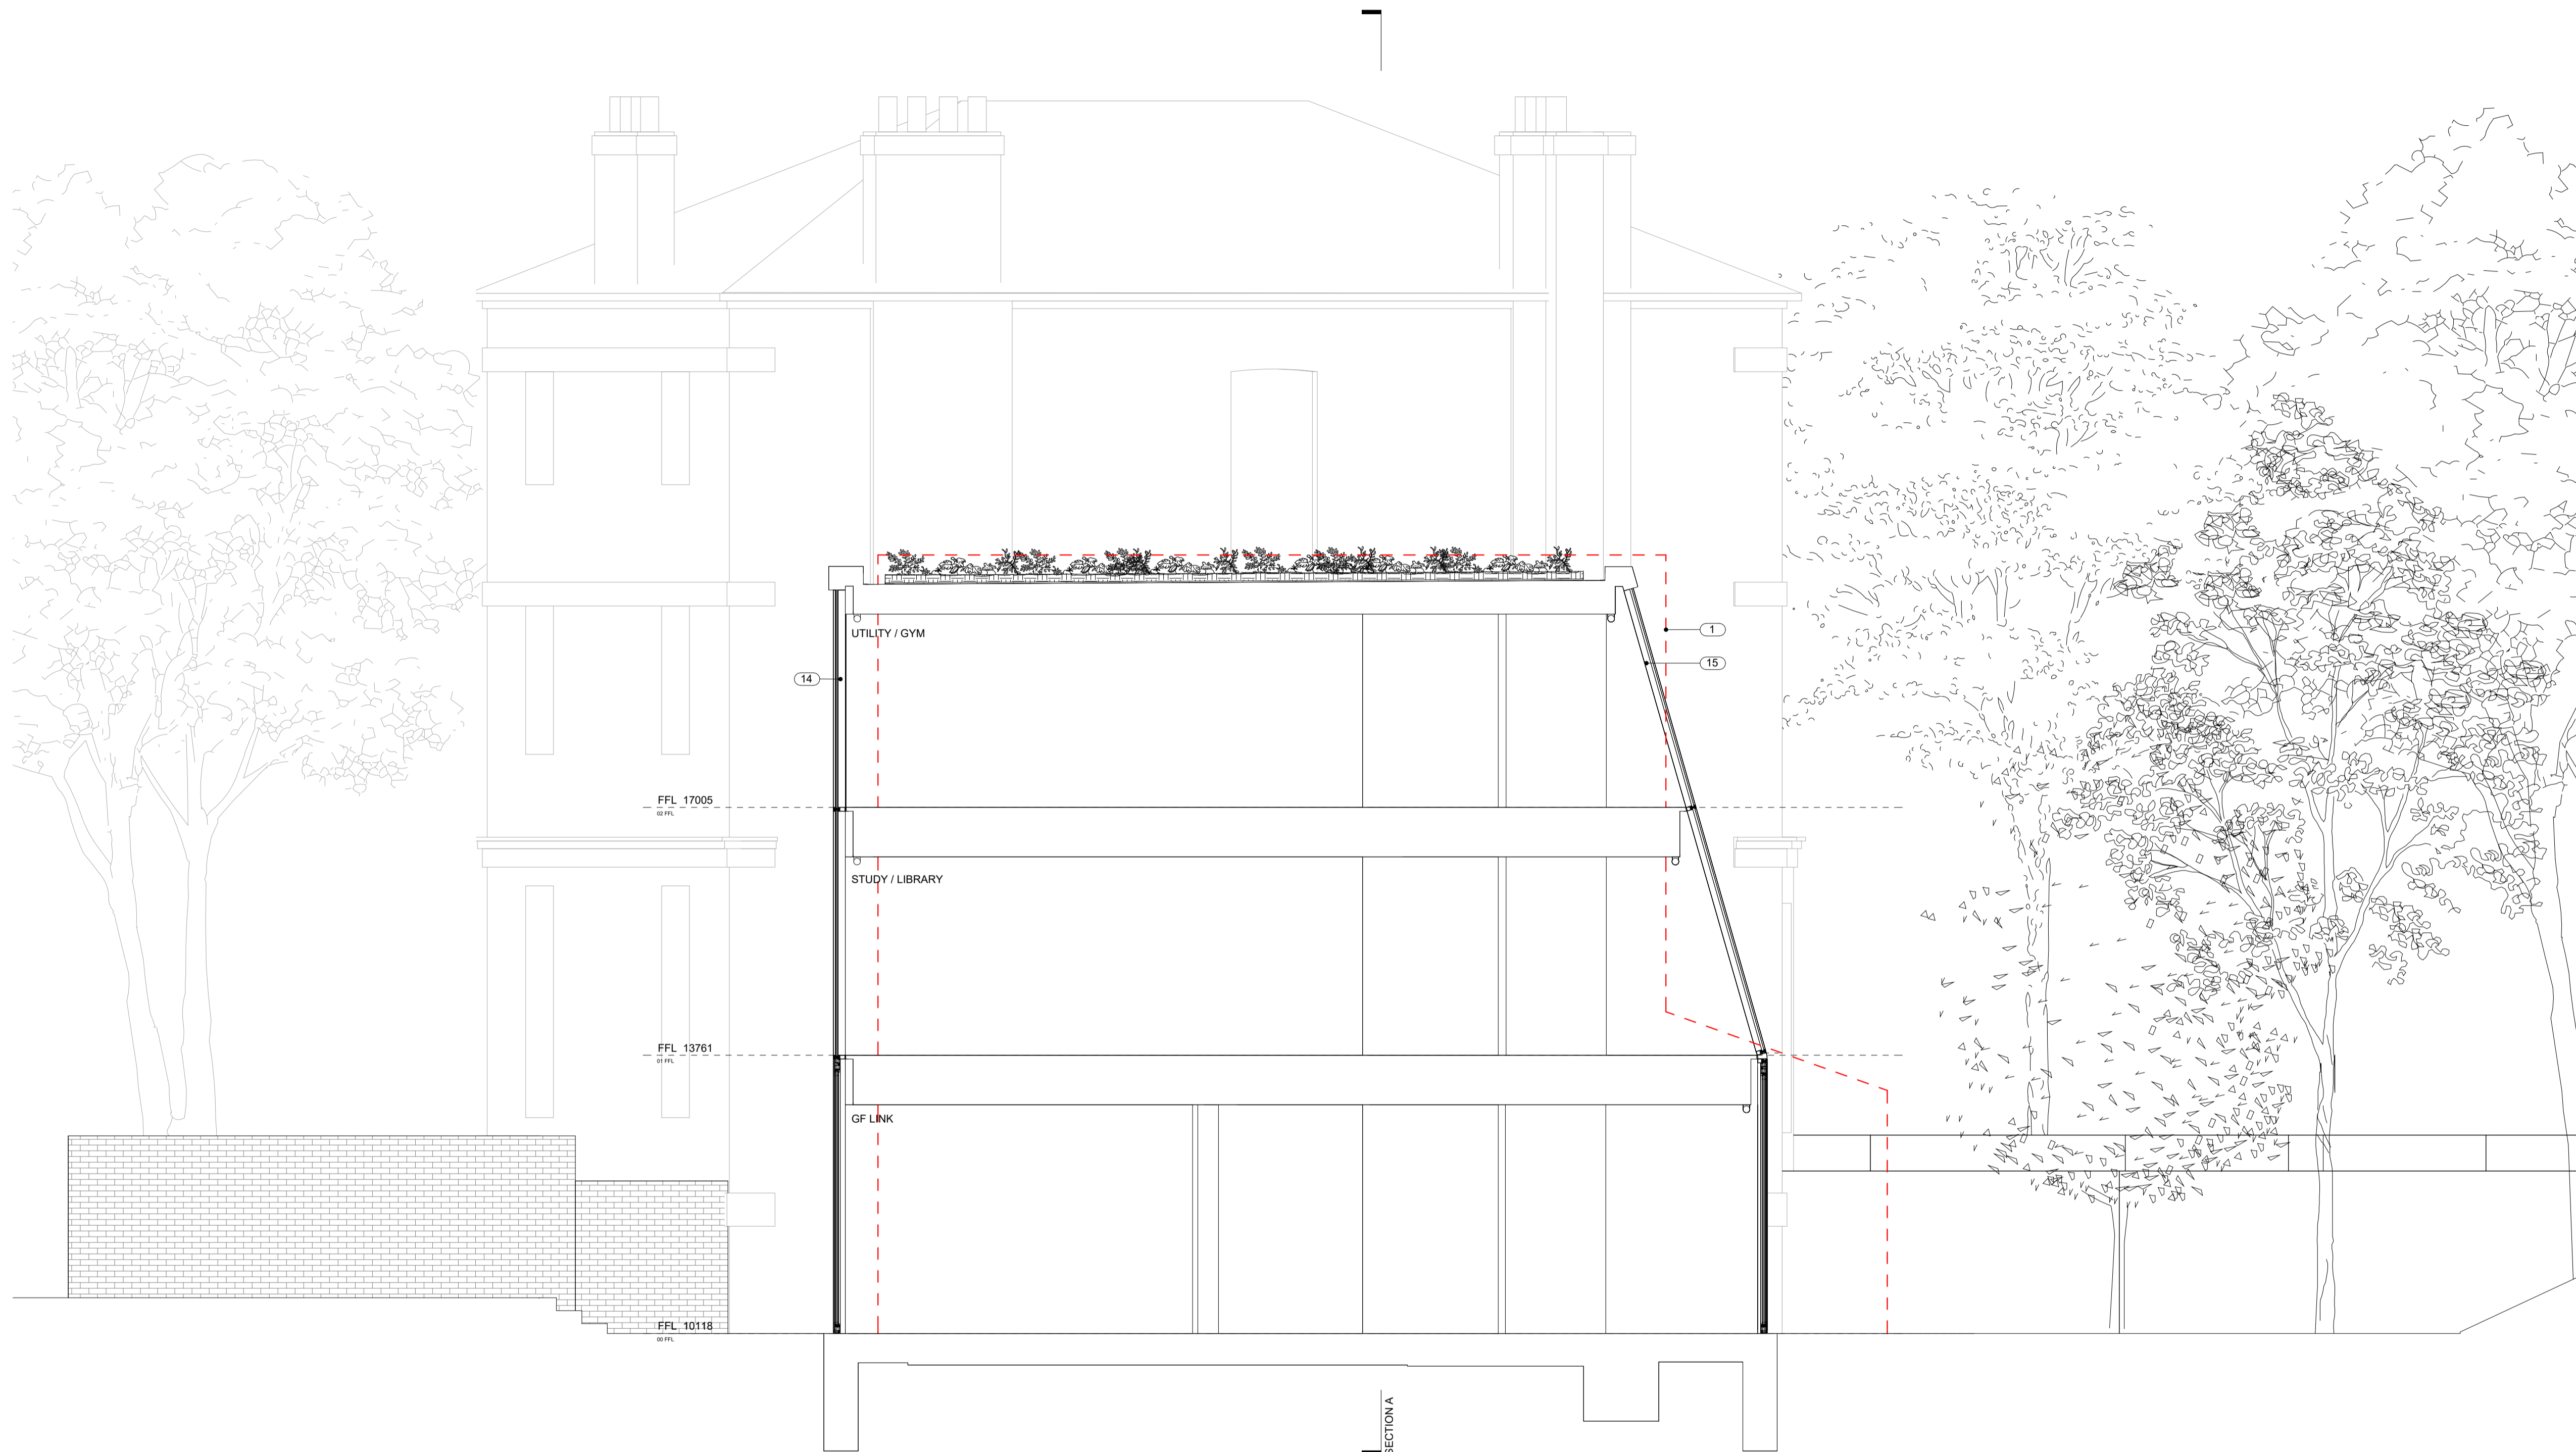 UTILITY / GYM
1
15
14
FFL 17005
02 FFL
STUDY / LIBRARY
FFL 13761
01 FFL
GF LINK
FFL 10118
00 FFL
SECTION A